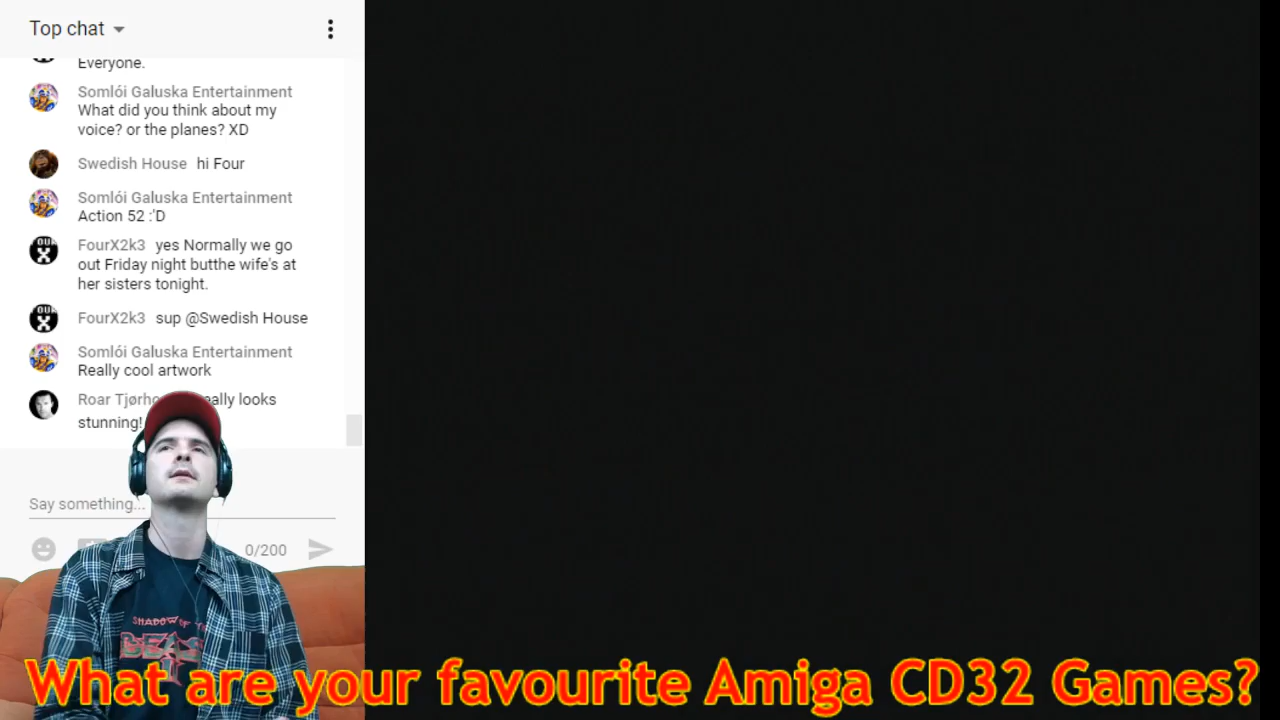 Top chat
Everyone.
Somlói Galuska Entertainment
What did you think about my
voice? or the planes? XD
Swedish House hi Four
Somlói Galuska Entertainment
Action 52 :'D
FourX2k3 yes Normally we go
out Friday night butthe wife's at
her sisters tonight.
FourX2k3 sup @Swedish House
Somlói Galuska Entertainment
Really cool artwork
Roar looks
stunning!
Say something...
0/200
SHADOW OF
BEAS
What are your favourite Amiga CD32 Games?